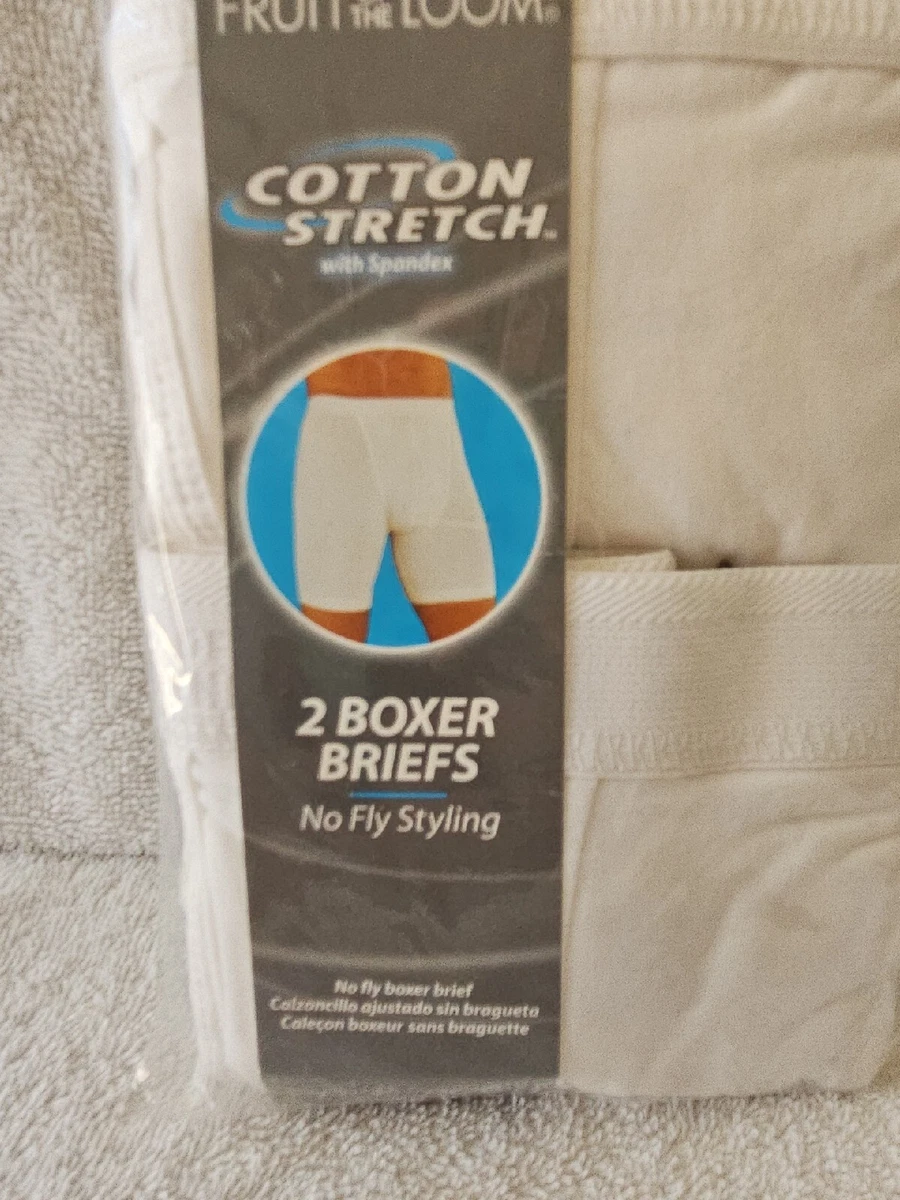 FRUIT OF THE LOOM®
COTTON
STRETCH™
with Spandex
2 BOXER
BRIEFS
No Fly Styling
No fly boxer brief
Calzoncillo ajustado sin bragueta
Caleçon boxeur sans braguette